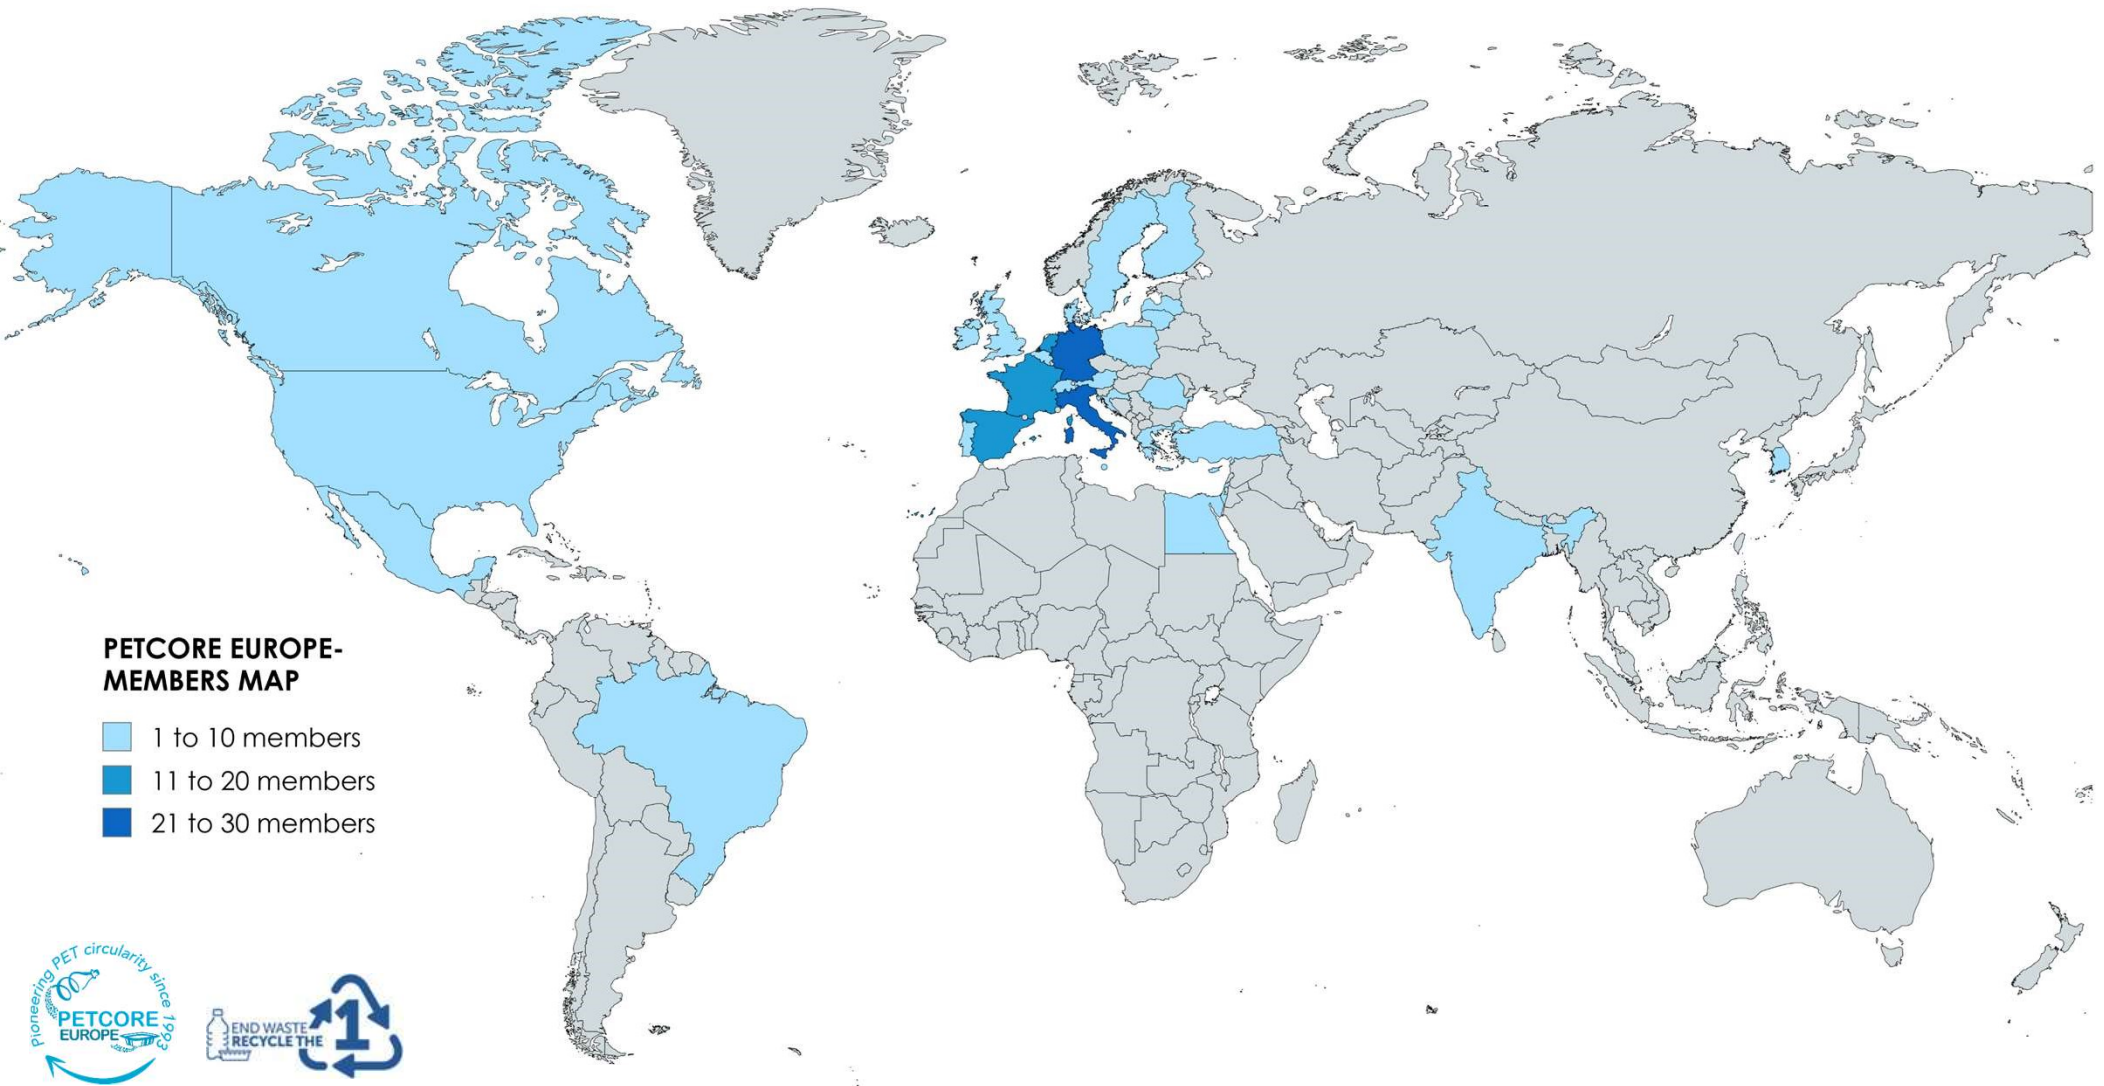 PETCORE EUROPE-
MEMBERS MAP
1 to 10 members
11 to 20 members
21 to 30 members
Pioneering PET circularity since 1993
PETCORE
EUROPE
END WASTE
RECYCLE THE
1